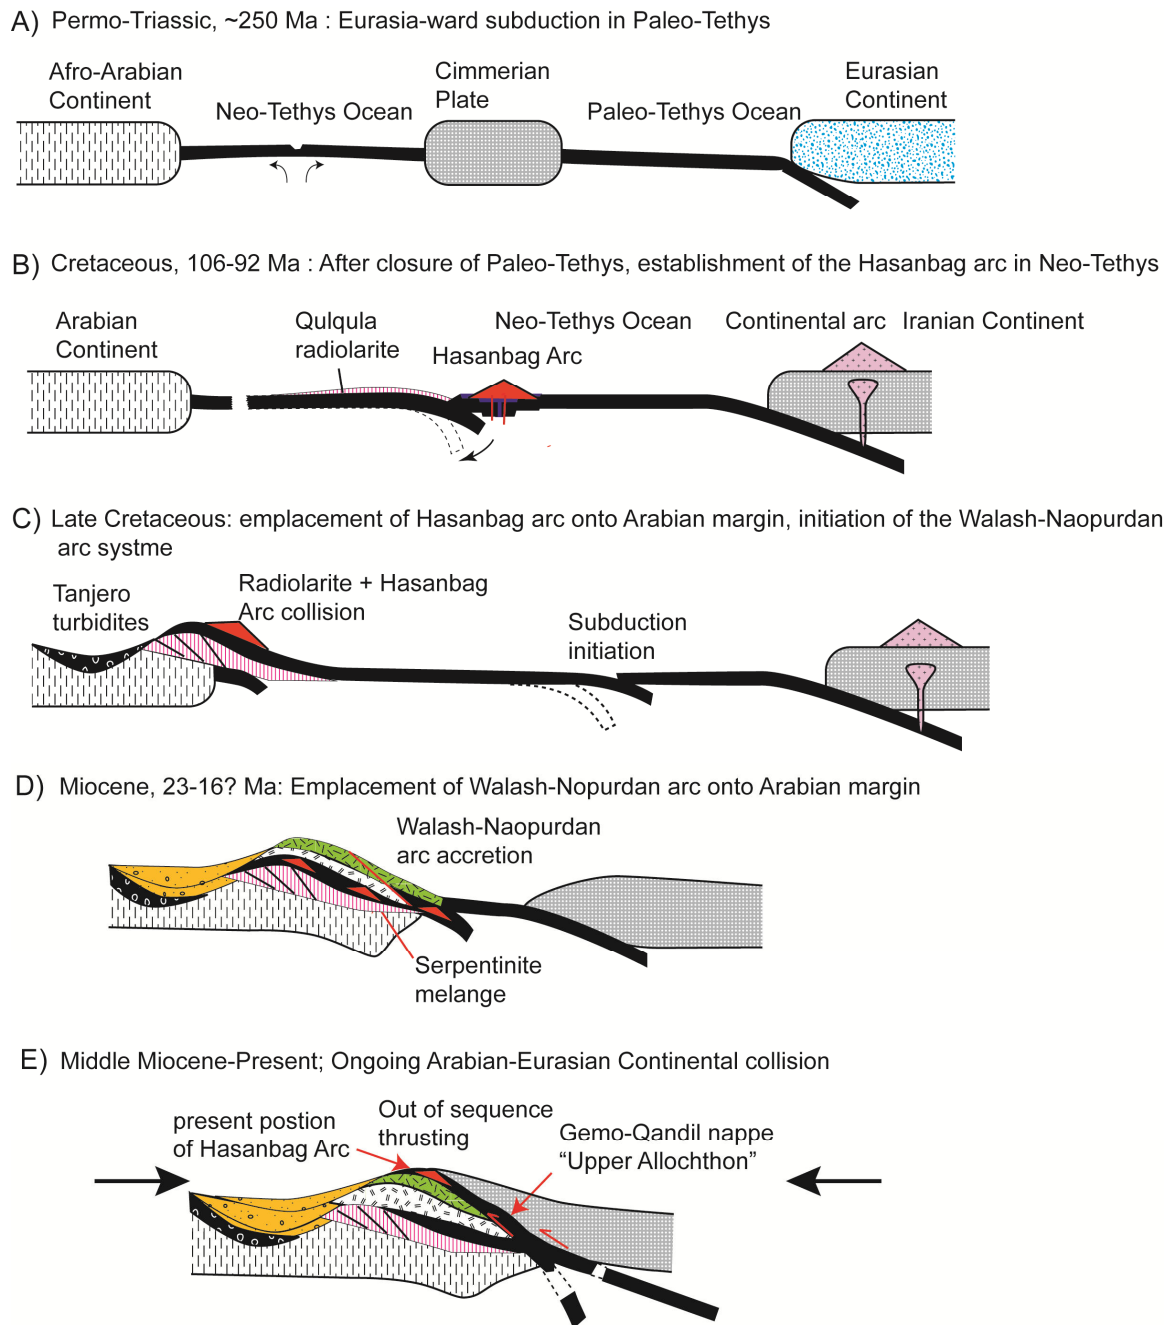 A) Permo-Triassic, ~250 Ma : Eurasia-ward subduction in Paleo-Tethys
Afro-Arabian
Continent
Neo-Tethys Ocean
Cimmerian
Plate
Paleo-Tethys Ocean
Eurasian
Continent
B) Cretaceous, 106-92 Ma : After closure of Paleo-Tethys, establishment of the Hasanbag arc in Neo-Tethys
Arabian
Continent
Qulqula
radiolarite
Hasanbag Arc
Neo-Tethys Ocean
Continental arc
Iranian Continent
C) Late Cretaceous: emplacement of Hasanbag arc onto Arabian margin, initiation of the Walash-Naopurdan
arc systme
Tanjero
turbidites
Radiolarite + Hasanbag
Arc collision
Subduction
initiation
D) Miocene, 23-16? Ma: Emplacement of Walash-Nopurdan arc onto Arabian margin
Walash-Naopurdan
arc accretion
Serpentinite
melange
E) Middle Miocene-Present; Ongoing Arabian-Eurasian Continental collision
present postion
of Hasanbag Arc
Out of sequence
thrusting
Gemo-Qandil nappe
“Upper Allochthon”